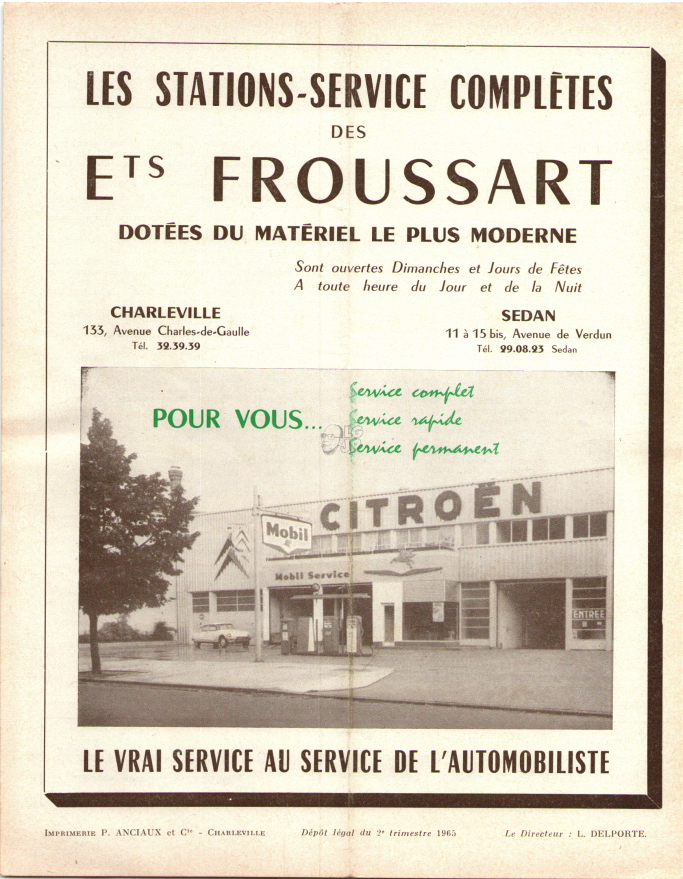 LES STATIONS-SERVICE COMPLÈTES
DES
ETS FROUSSART
DOTÉES DU MATÉRIEL LE PLUS MODERNE
Sont ouvertes Dimanches et Jours de Fêtes
A toute heure du Jour et de la Nuit
CHARLEVILLE
133, Avenue Charles-de-Gaulle
Tél. 32.39.39
SEDAN
11 à 15 bis, Avenue de Verdun
Tél. 29.08.23 Sedan
POUR VOUS...
Service complet
Service rapide
Service permanent
CITROËN
Mobil
Mobil Service
ENTREE
LE VRAI SERVICE AU SERVICE DE L'AUTOMOBILISTE
IMPRIMERIE P. ANCIAUX et Cie - CHARLEVILLE
Dépôt légal du 2e trimestre 1965
Le Directeur : L. DELPORTE.